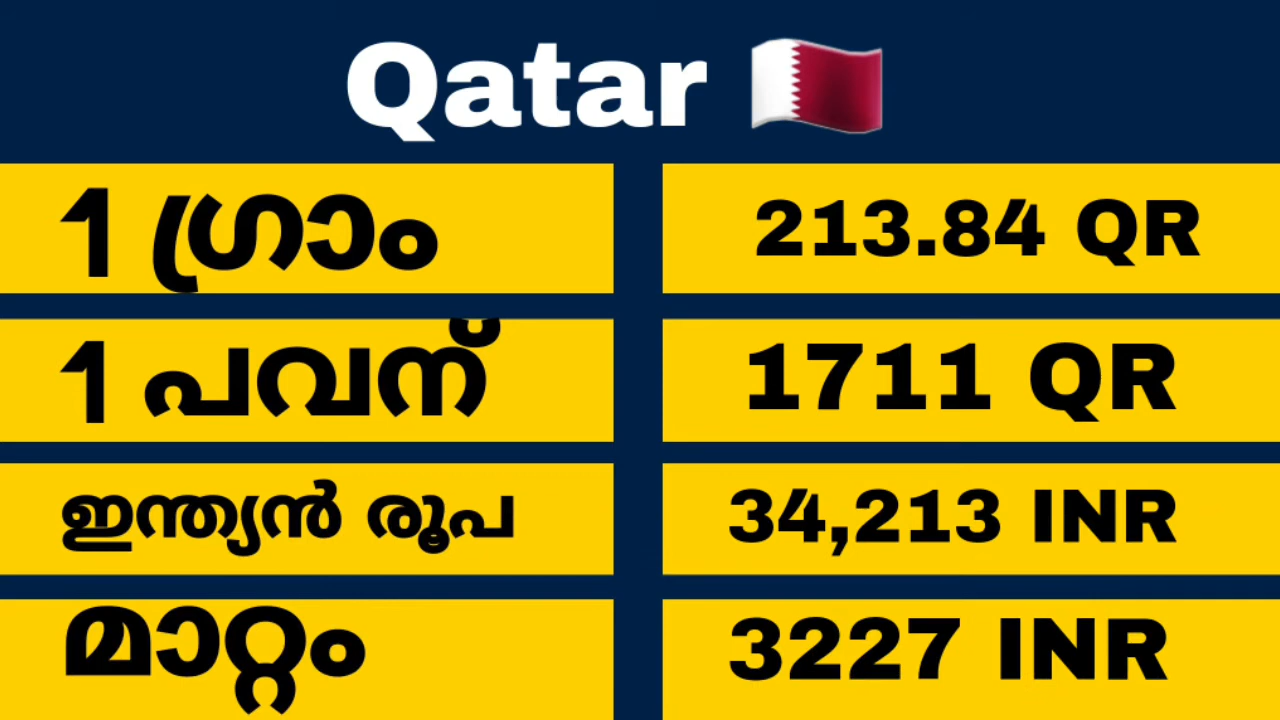 Qatar 🇶🇦
1 ഗ്രാം
213.84 QR
1 പവന്
1711 QR
ഇന്ത്യൻ രൂപ
34,213 INR
മാറ്റം
3227 INR